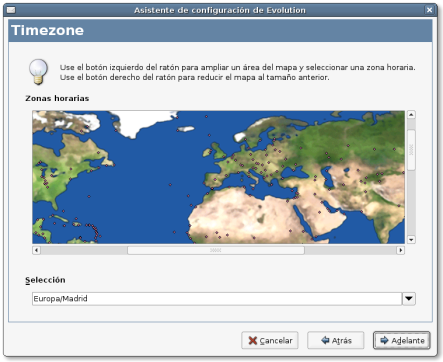 Asistente de configuración de Evolution
Timezone
Use el botón izquierdo del ratón para ampliar un área del mapa y seleccionar una zona horaria.
Use el botón derecho del ratón para reducir el mapa al tamaño anterior.
Zonas horarias
Selección
Europa/Madrid
Cancelar
Atrás
Adelante